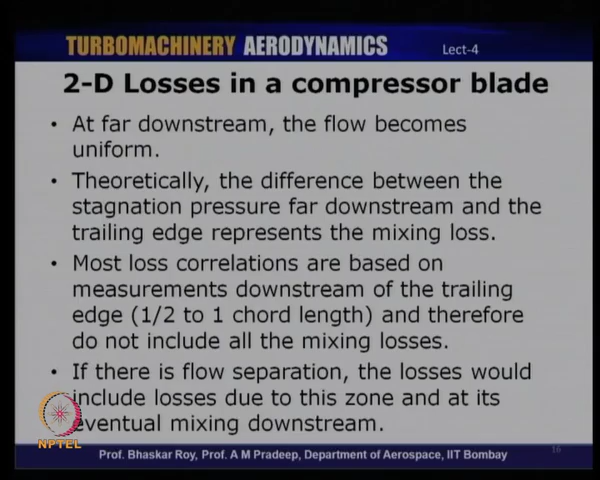 TURBOMACHINERY AERODYNAMICS Lect-4
2-D Losses in a compressor blade
• At far downstream, the flow becomes
uniform.
• Theoretically, the difference between the
stagnation pressure far downstream and the
trailing edge represents the mixing loss.
• Most loss correlations are based on
measurements downstream of the trailing
edge (1/2 to 1 chord length) and therefore
do not include all the mixing losses.
• If there is flow separation, the losses would
include losses due to this zone and at its
eventual mixing downstream.
NPTEL
Prof. Bhaskar Roy, Prof. A M Pradeep, Department of Aerospace, IIT Bombay
16